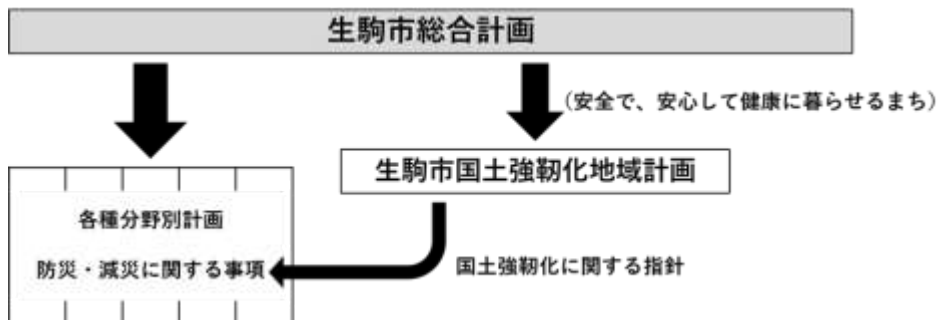 生駒市総合計画
（安全で、安心して健康に暮らせるまち）
生駒市国土強靭化地域計画
各種分野別計画
防災・減災に関する事項
国土強靭化に関する指針